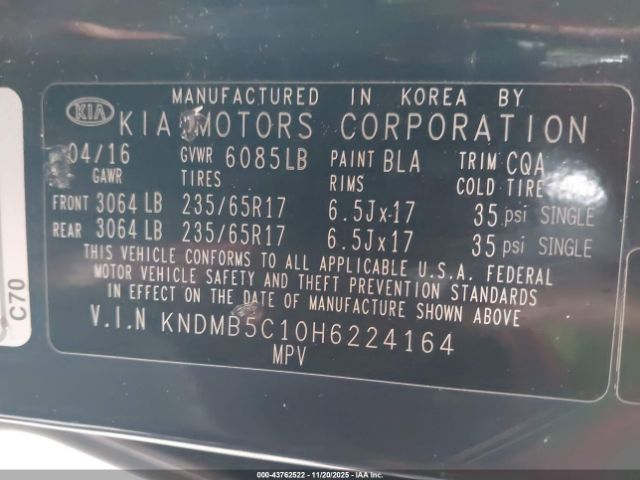 MANUFACTURED IN KOREA BY
KIA KIA MOTORS CORPORATION
04/16 GVWR 6085LB PAINT BLA TRIM CQA
GAWR TIRES RIMS COLD TIRE
FRONT 3064 LB 235/65R17 6.5Jx17 35 psi SINGLE
REAR 3064 LB 235/65R17 6.5Jx17 35 psi SINGLE
THIS VEHICLE CONFORMS TO ALL APPLICABLE U.S.A. FEDERAL
MOTOR VEHICLE SAFETY AND THEFT PREVENTION STANDARDS
IN EFFECT ON THE DATE OF MANUFACTURE SHOWN ABOVE
V.I.N KNDMB5C10H6224164
MPV
C70
000-43762522 - 11/20/2025 - IAAI.COM